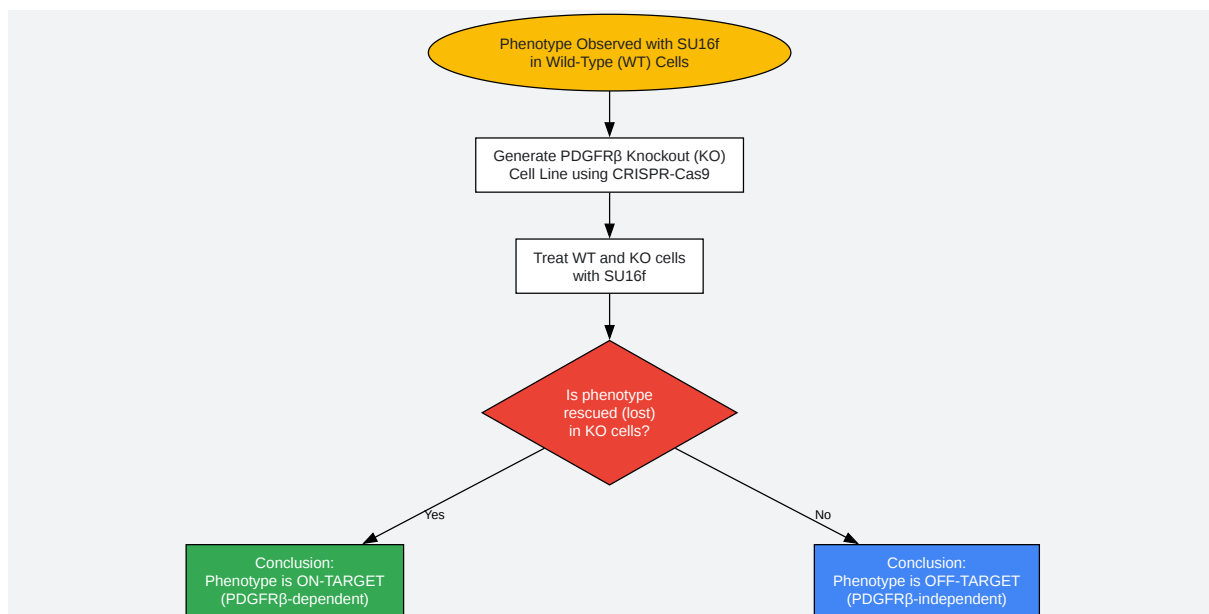 Phenotype Observed with SU16f
in Wild-Type (WT) Cells
Generate PDGFRβ Knockout (KO)
Cell Line using CRISPR-Cas9
Treat WT and KO cells
with SU16f
Is phenotype
rescued (lost)
in KO cells?
Yes
No
Conclusion:
Phenotype is ON-TARGET
(PDGFRβ-dependent)
Conclusion:
Phenotype is OFF-TARGET
(PDGFRβ-independent)